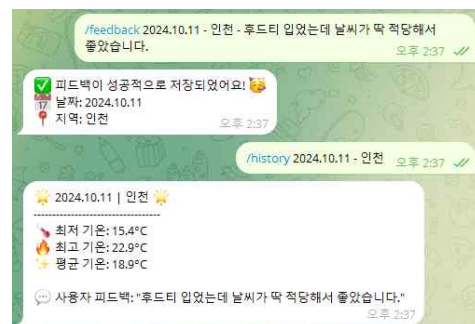 /feedback 2024.10.11 - 인천 - 후드티 입었는데 날씨가 딱 적당해서
좋았습니다.
오후 2:37
✅ 피드백이 성공적으로 저장되었어요! 🥳
📅 날짜: 2024.10.11
📍 지역: 인천
오후 2:37
/history 2024.10.11 - 인천 오후 2:37
🌟 2024.10.11 | 인천 🌟
--------------------------------
🌡️ 최저 기온: 15.4°C
🔥 최고 기온: 22.9°C
✨ 평균 기온: 18.9°C
💬 사용자 피드백: "후드티 입었는데 날씨가 딱 적당해서 좋았습니다."
오후 2:37